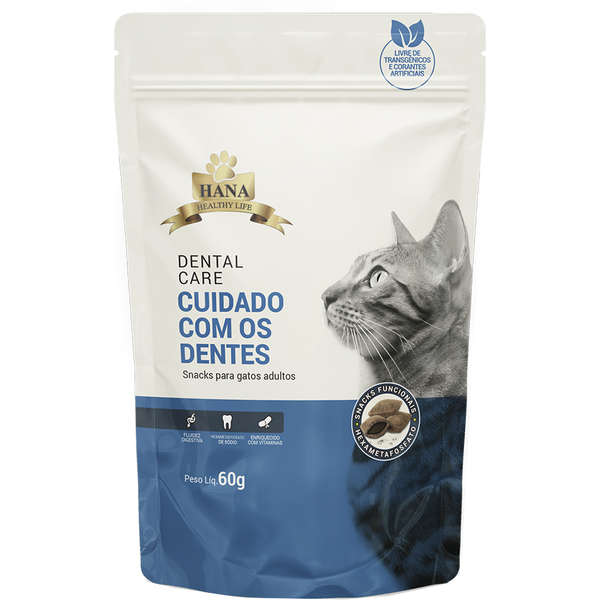 LIVRE DE
TRANSGÊNICOS
E CORANTES
ARTIFICIAIS
HANA
HEALTHY LIFE
DENTAL
CARE
CUIDADO
COM OS
DENTES
Snacks para gatos adultos
SNACKS FUNCIONAIS
HEXAMETAFOSFATO
FLUIDEZ
DIGESTIVA
HEXAMETAFOSFATO
DE SÓDIO
ENRIQUECIDO
COM VITAMINAS
Peso Líq. 60g